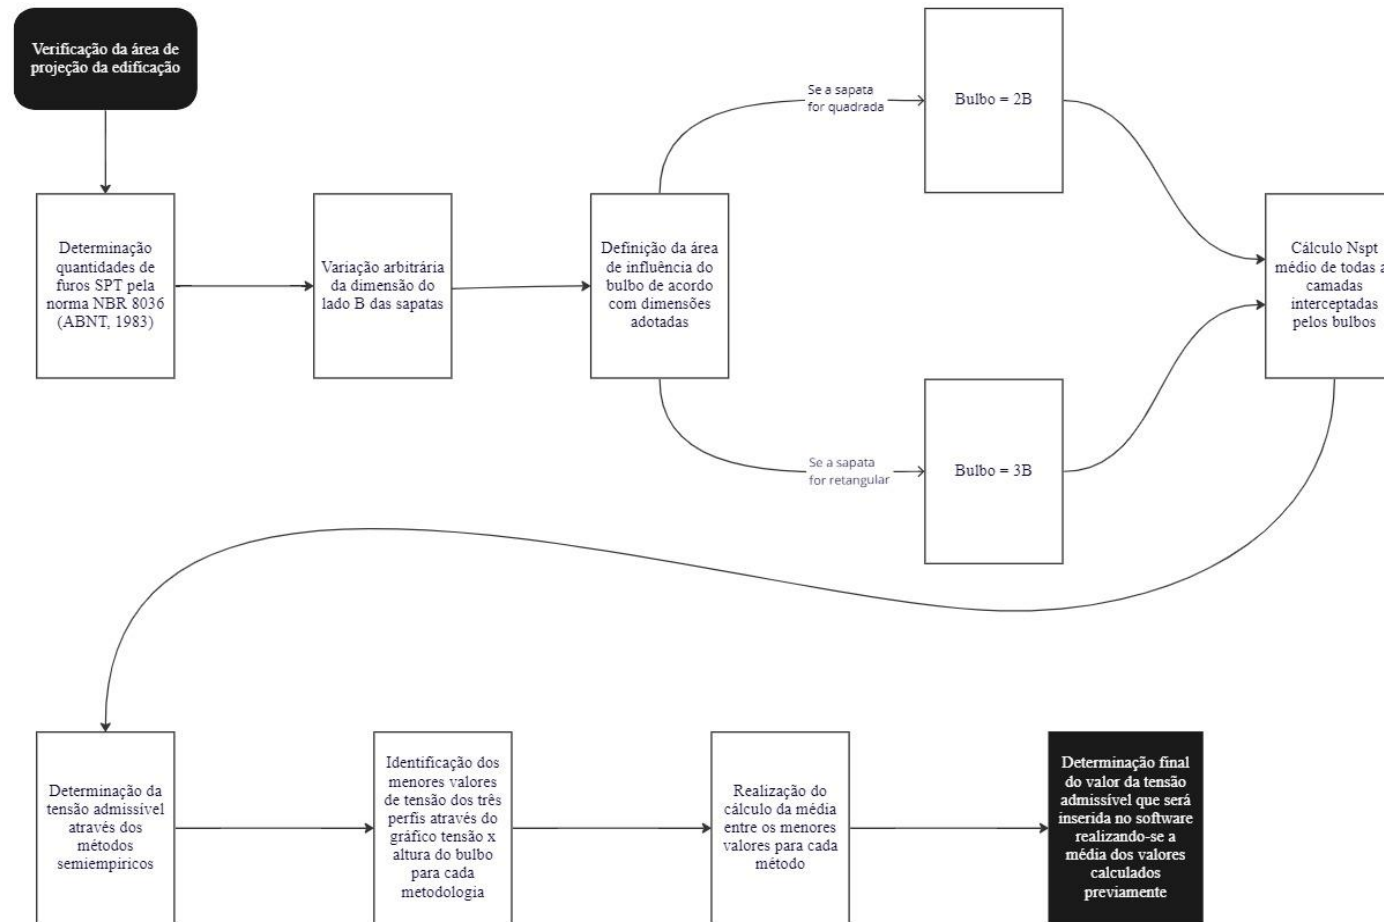 Verificação da área de
projeção da edificação
Determinação
quantidades de
furos SPT pela
norma NBR 8036
(ABNT, 1983)
Variação arbitrária
da dimensão do
lado B das sapatas
Definição da área
de influência do
bulbo de acordo
com dimensões
adotadas
Se a sapata
for quadrada
Bulbo = 2B
Se a sapata
for retangular
Bulbo = 3B
Cálculo Nspt
médio de todas a
camadas
interceptadas
pelos bulbos
Determinação da
tensão admissível
através dos
métodos
semiempiricos
Identificação dos
menores valores
de tensão dos três
perfis através do
gráfico tensão x
altura do bulbo
para cada
metodologia
Realização do
cálculo da média
entre os menores
valores para cada
método
Determinação final
do valor da tensão
admissível que será
inserida no software
realizando-se a
média dos valores
calculados
previamente